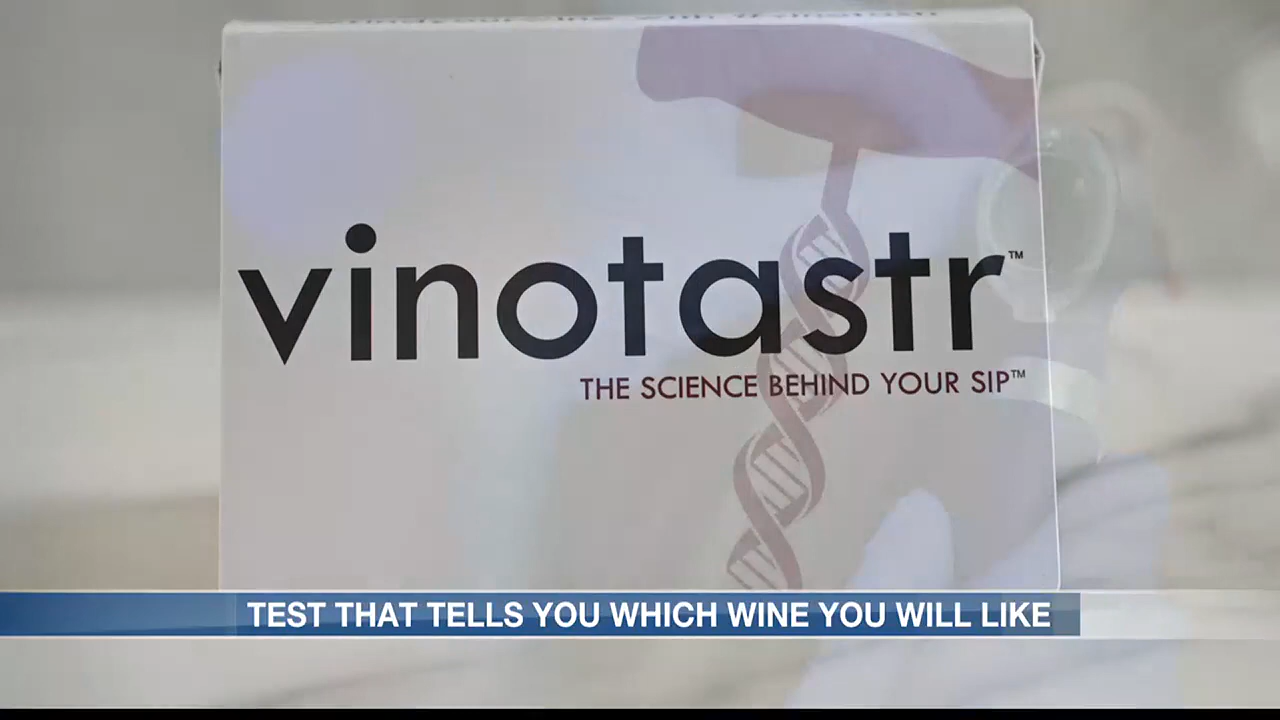 vinotastr™
THE SCIENCE BEHIND YOUR SIP™
TEST THAT TELLS YOU WHICH WINE YOU WILL LIKE